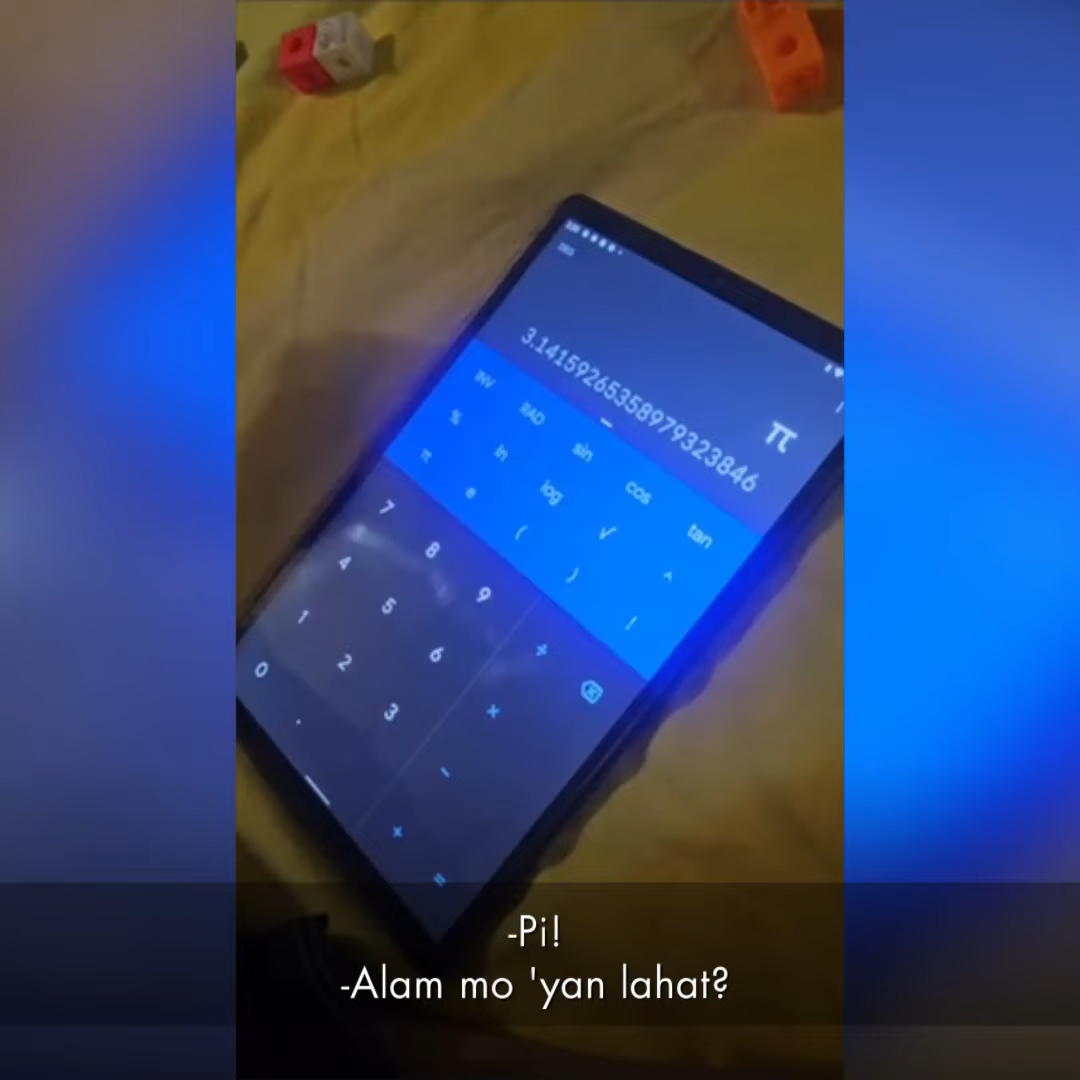 DEG
π
3.14159265358979323846
INV RAD sin cos tan
% ln log √ ^
π e ( ) !
7 8 9 ÷
4 5 6 ×
1 2 3 -
0 . +
=
-Pi!
-Alam mo 'yan lahat?